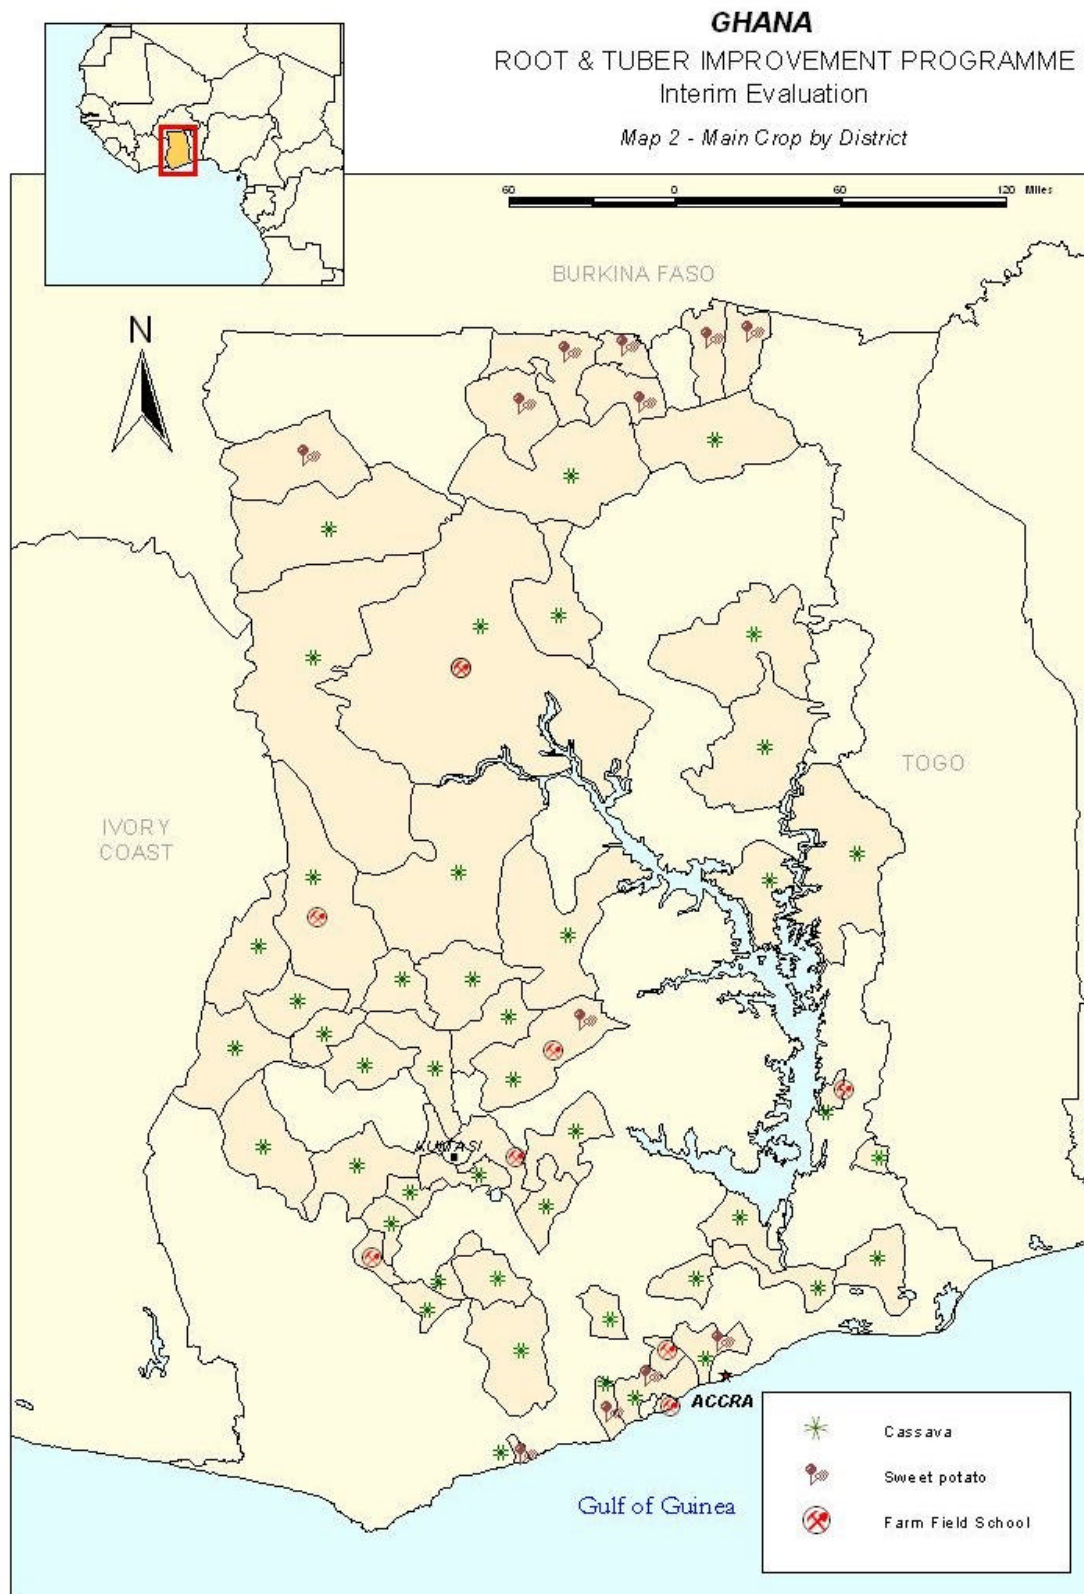 GHANA
ROOT & TUBER IMPROVEMENT PROGRAMME
Interim Evaluation
Map 2 - Main Crop by District
60 0 60 120 Miles
BURKINA FASO
N
TOGO
IVORY
COAST
KUMASI
ACCRA
Gulf of Guinea
Cassava
Sweet potato
Farm Field School